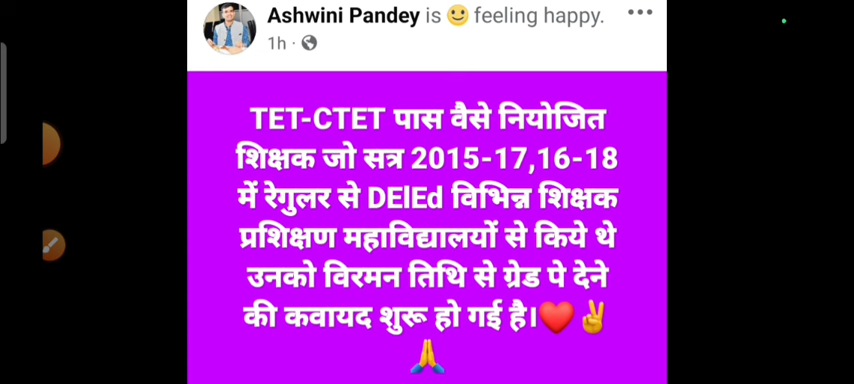 Ashwini Pandey is 🙂 feeling happy.
1h
TET-CTET पास वैसे नियोजित
शिक्षक जो सत्र 2015-17,16-18
में रेगुलर से DElEd विभिन्न शिक्षक
प्रशिक्षण महाविद्यालयों से किये थे
उनको विरमन तिथि से ग्रेड पे देने
की कवायद शुरू हो गई है।❤️✌️
🙏